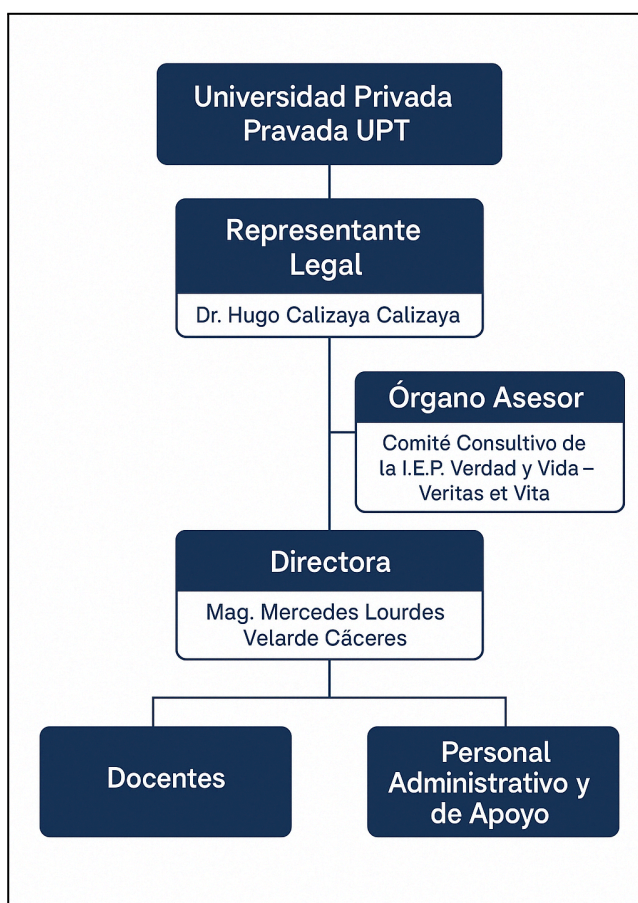 Universidad Privada
Pravada UPT
Representante
Legal
Dr. Hugo Calizaya Calizaya
Órgano Asesor
Comité Consultivo de
la I.E.P. Verdad y Vida –
Veritas et Vita
Directora
Mag. Mercedes Lourdes
Velarde Cắceres
Docentes
Personal
Administrativo y
de Apoyo